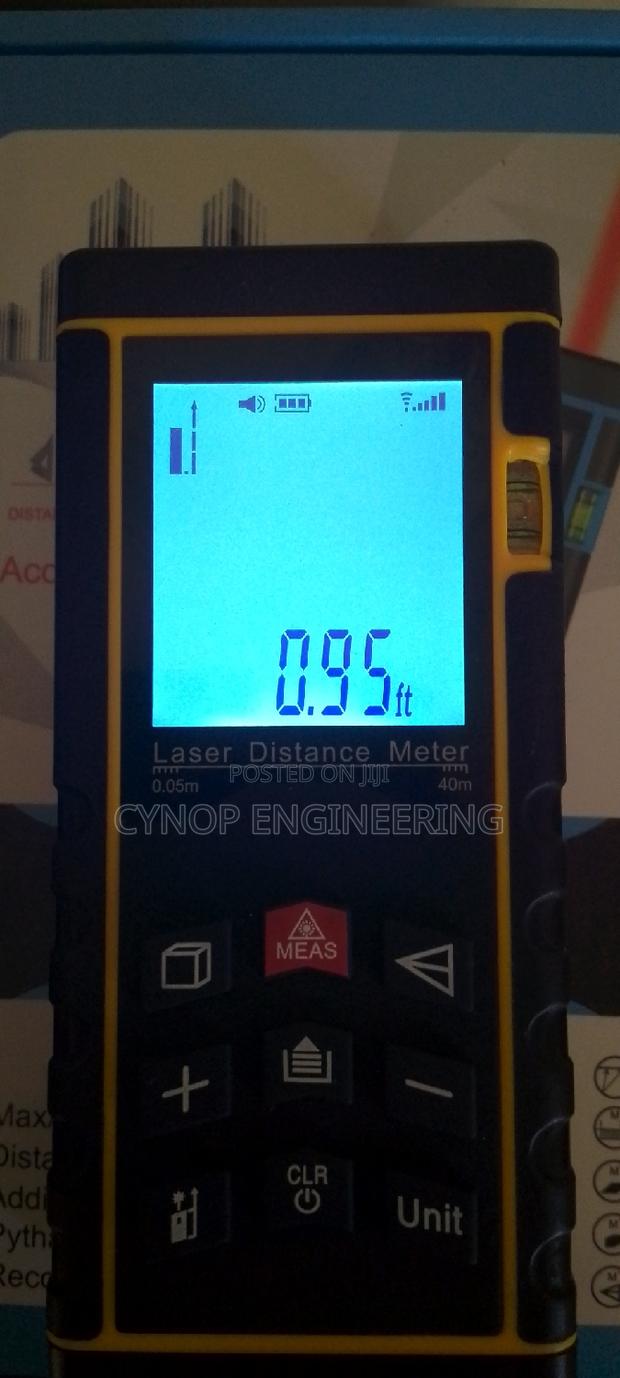 DISTA
Acc
0.95ft
Laser Distance Meter
0.05m 40m
POSTED ON JIJI
CYNOP ENGINEERING
MEAS
CLR
Unit
Max
Dista
Addi
Pyth
Reco